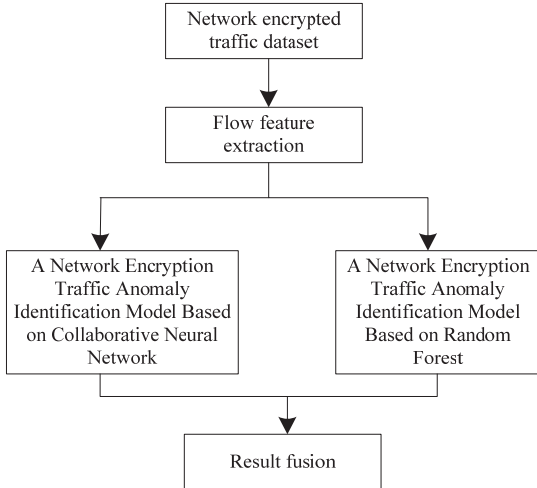 Network encrypted
traffic dataset
Flow feature
extraction
A Network Encryption
Traffic Anomaly
Identification Model Based
on Collaborative Neural
Network
A Network Encryption
Traffic Anomaly
Identification Model
Based on Random
Forest
Result fusion